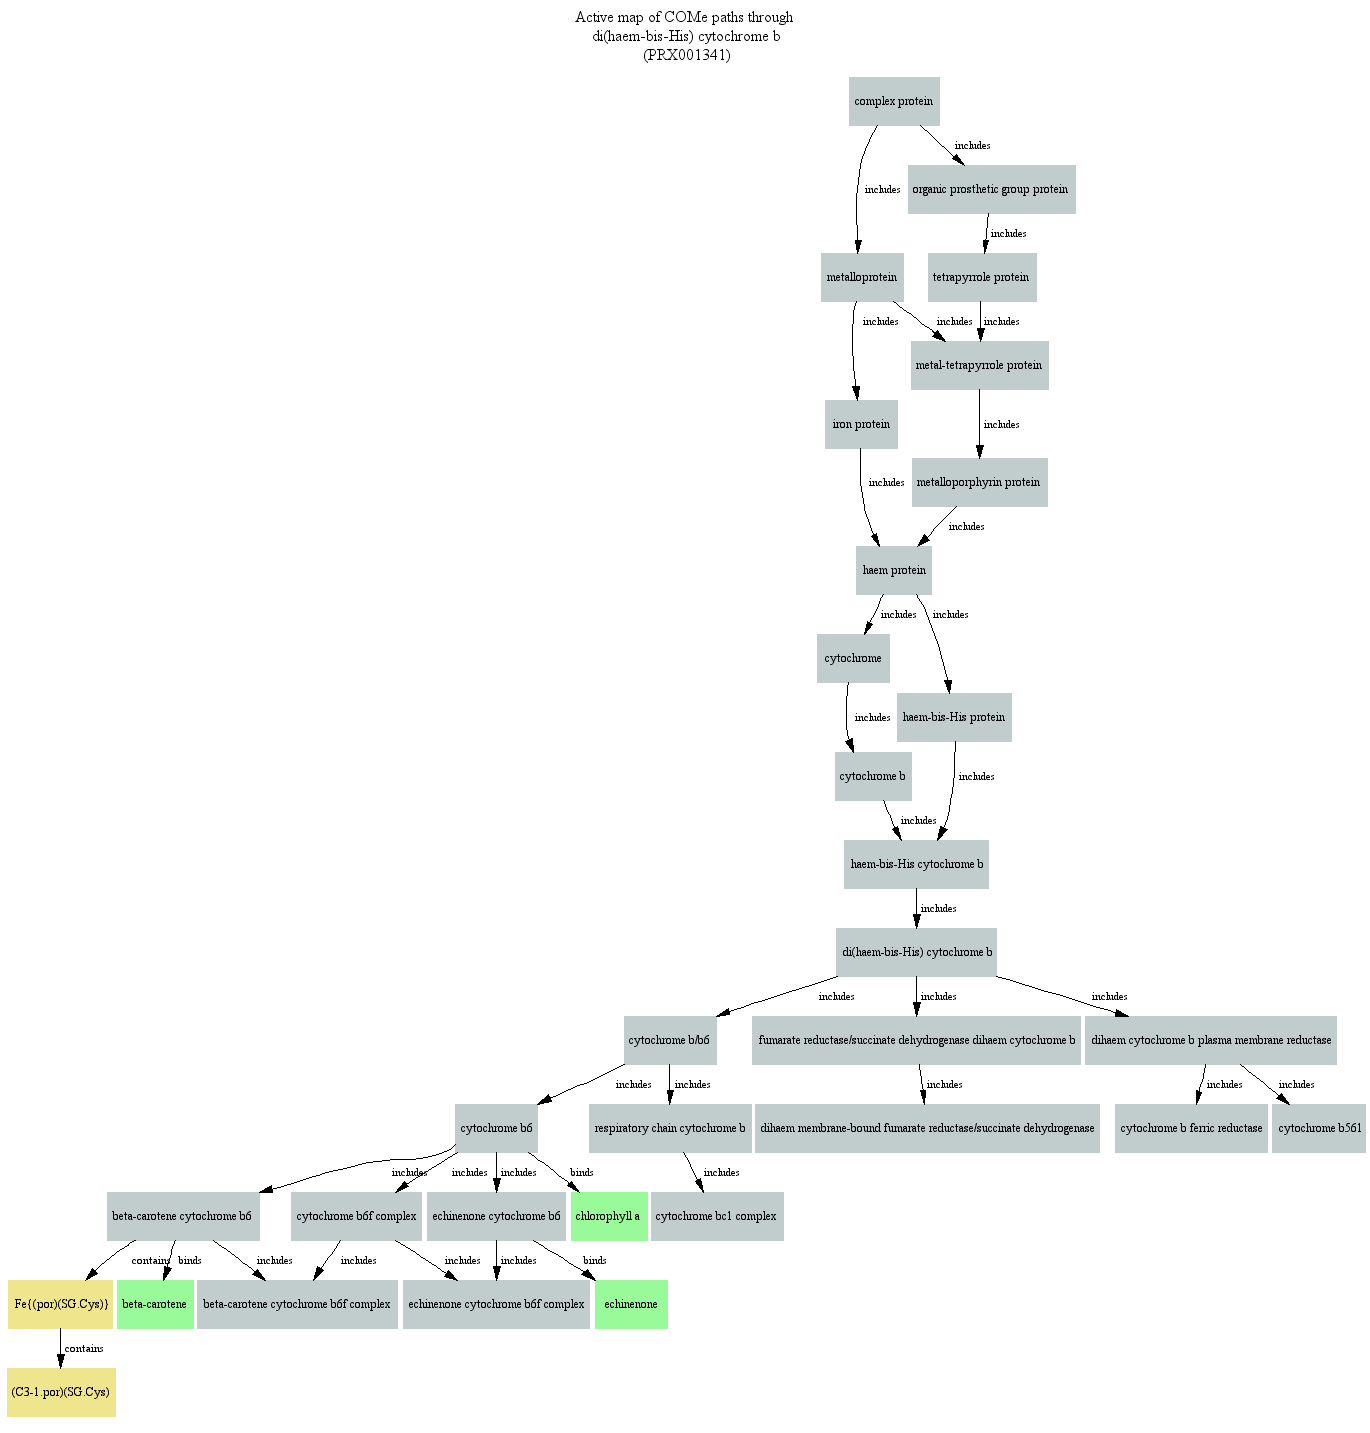 Active map of COMe paths through
di(haem-bis-His) cytochrome b
(PRX001341)
complex protein
includes
organic prosthetic group protein
includes
includes
metalloprotein
tetrapyrrole protein
includes
includes
includes
metal-tetrapyrrole protein
iron protein
includes
metalloporphyrin protein
includes
includes
haem protein
includes
includes
cytochrome
haem-bis-His protein
includes
cytochrome b
includes
includes
haem-bis-His cytochrome b
includes
di(haem-bis-His) cytochrome b
includes
includes
includes
cytochrome b/b6
fumarate reductase/succinate dehydrogenase dihaem cytochrome b
dihaem cytochrome b plasma membrane reductase
includes
includes
includes
includes
includes
cytochrome b6
respiratory chain cytochrome b
dihaem membrane-bound fumarate reductase/succinate dehydrogenase
cytochrome b ferric reductase
cytochrome b561
includes
includes
includes
binds
includes
beta-carotene cytochrome b6
cytochrome b6f complex
echinenone cytochrome b6
chlorophyll a
cytochrome bc1 complex
contains
binds
includes
includes
includes
includes
binds
Fe{(por)(SG.Cys)}
beta-carotene
beta-carotene cytochrome b6f complex
echinenone cytochrome b6f complex
echinenone
contains
(C3-1.por)(SG.Cys)